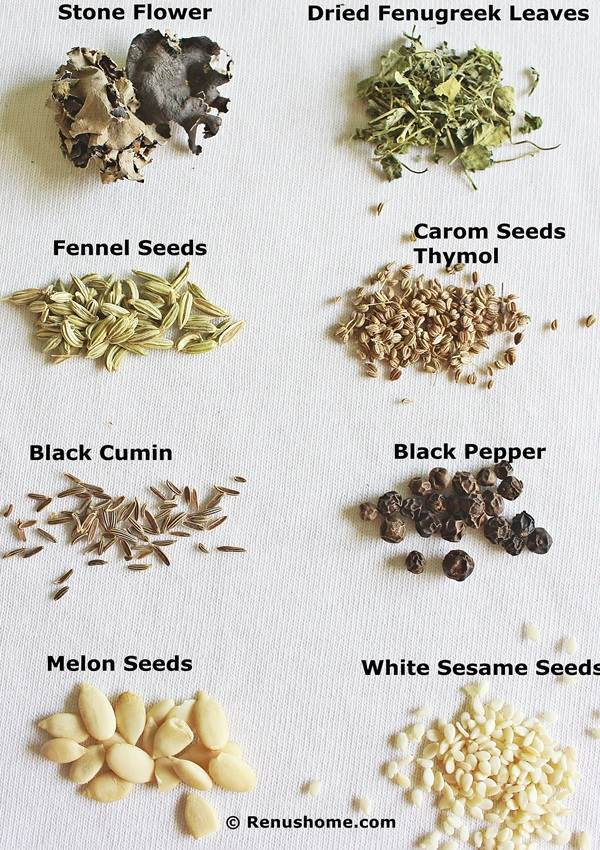 Stone Flower
Dried Fenugreek Leaves
Fennel Seeds
Carom Seeds
Thymol
Black Cumin
Black Pepper
Melon Seeds
White Sesame Seeds
© Renushome.com